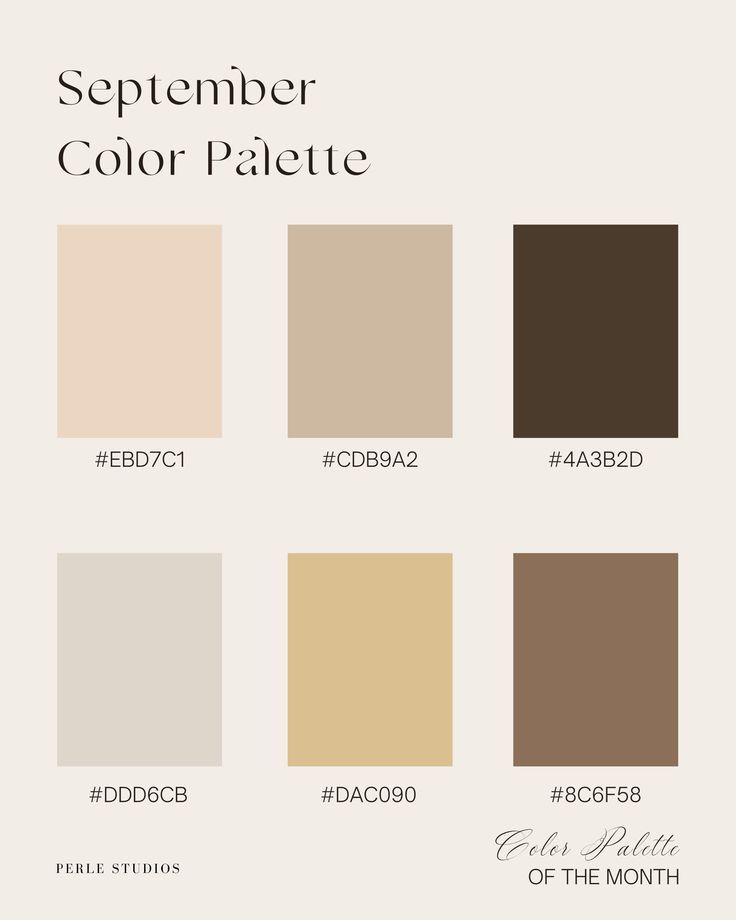 September
Color Palette
#EBD7C1
#CDB9A2
#4A3B2D
#DDD6CB
#DAC090
#8C6F58
PERLE STUDIOS
Color Palette
OF THE MONTH